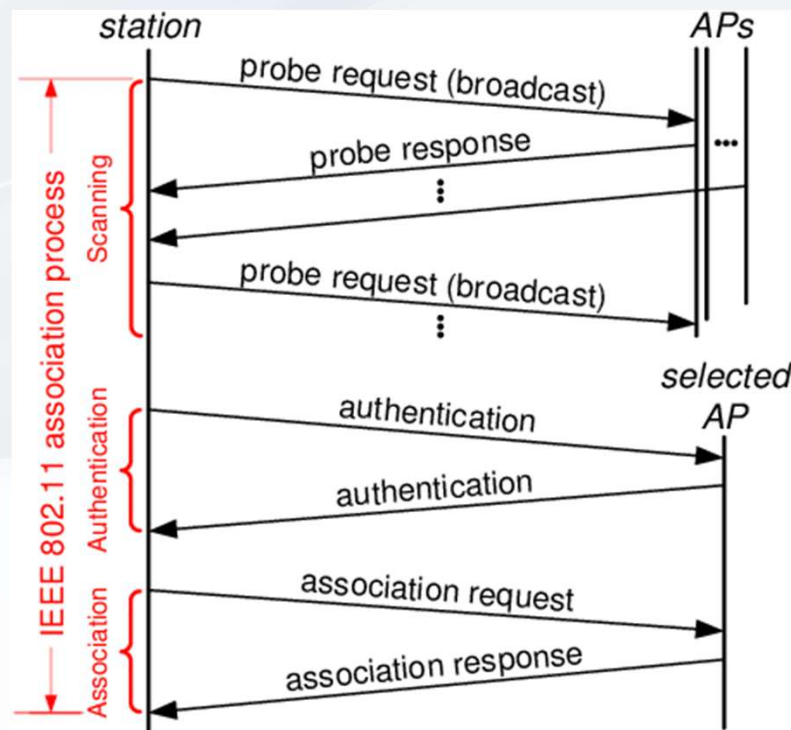 station
APs
probe request (broadcast)
probe response
probe request (broadcast)
selected
AP
authentication
authentication
association request
association response
IEEE 802.11 association process
Scanning
Authentication
Association